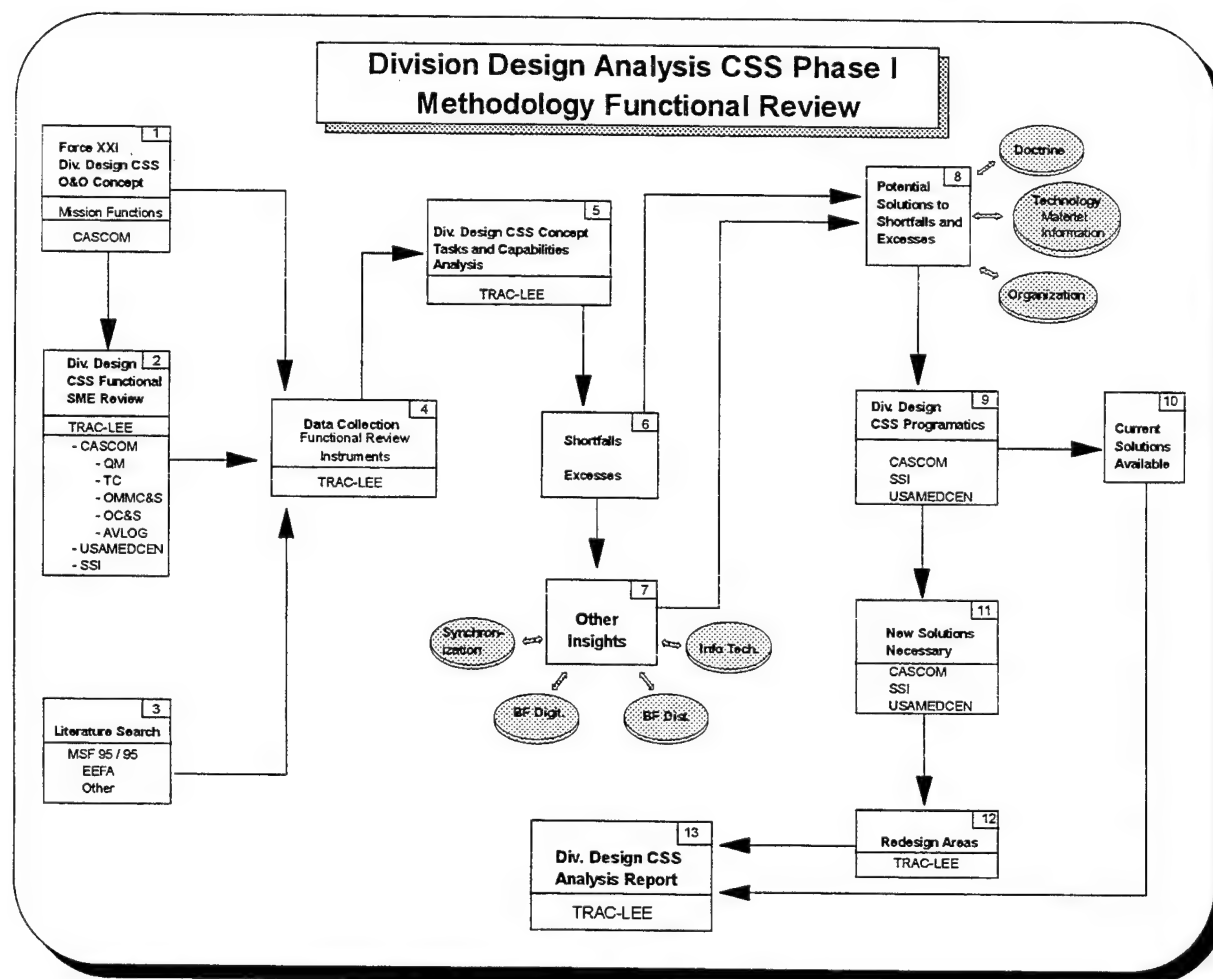 Division Design Analysis CSS Phase I
Methodology Functional Review
1
Force XXI
Div. Design CSS
O&O Concept
Mission Functions
CASCOM
2
Div. Design
CSS Functional
SME Review
TRAC-LEE
- CASCOM
- QM
- TC
- OMMC&S
- OC&S
- AVLOG
- USAMEDCEN
- SSI
3
Literature Search
MSF 95 / 95
EEFA
Other
4
Data Collection
Functional Review
Instruments
TRAC-LEE
5
Div. Design CSS Concept
Tasks and Capabilities
Analysis
TRAC-LEE
6
Shortfalls
Excesses
7
Other
Insights
Synchron-
ization
Info Tech.
BF Digit.
BF Dist.
8
Potential
Solutions to
Shortfalls and
Excesses
Doctrine
Technology
Materiel
Information
Organization
9
Div. Design
CSS Programatics
CASCOM
SSI
USAMEDCEN
10
Current
Solutions
Available
11
New Solutions
Necessary
CASCOM
SSI
USAMEDCEN
12
Redesign Areas
TRAC-LEE
13
Div. Design CSS
Analysis Report
TRAC-LEE